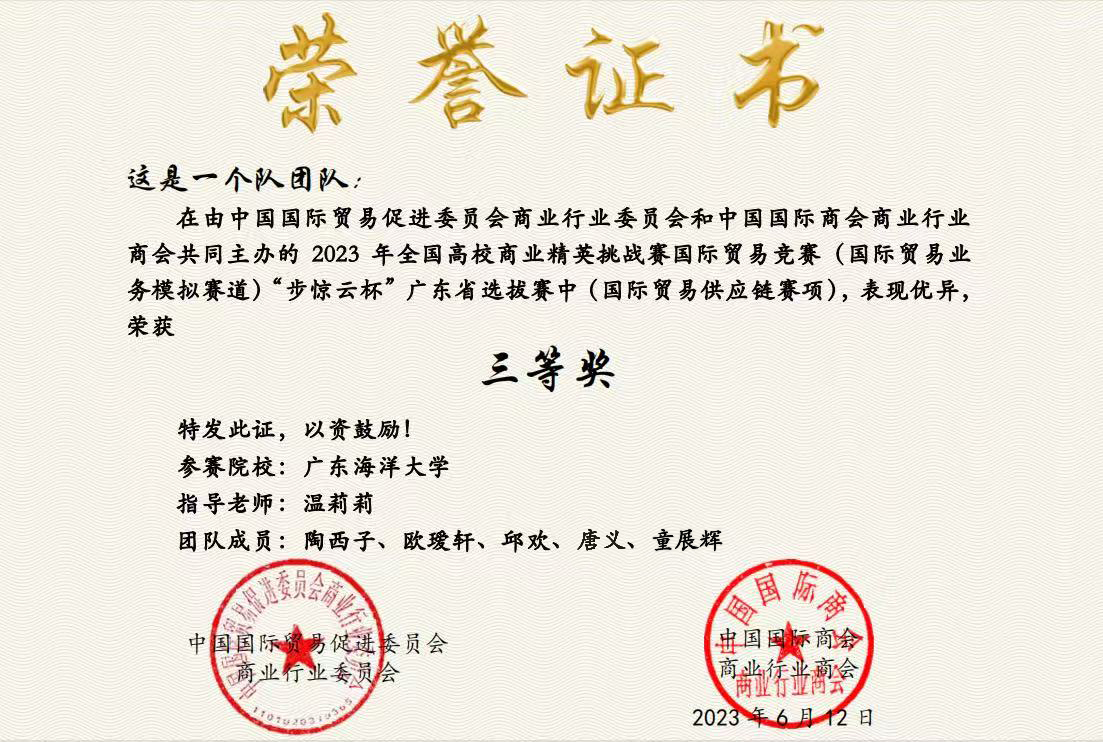 荣誉证书
这是一个队团队：
在由中国国际贸易促进委员会商业行业委员会和中国国际商会商业行业
商会共同主办的 2023 年全国高校商业精英挑战赛国际贸易竞赛（国际贸易业
务模拟赛道）“步惊云杯”广东省选拔赛中（国际贸易供应链赛项），表现优异，
荣获
三等奖
特发此证，以资鼓励！
参赛院校：广东海洋大学
指导老师：温莉莉
团队成员：陶西子、欧瑷轩、邱欢、唐义、童展辉
中国国际贸易促进委员会
商业行业委员会
中国国际贸易促进委员会商业行业委员会
中国国际商会
商业行业商会
中国国际商会
商业行业商会
2023 年 6 月 12 日